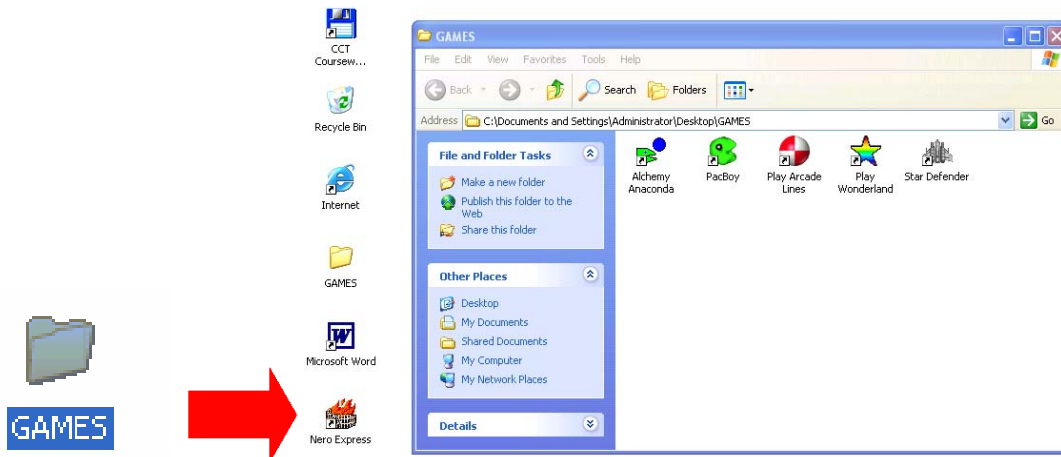 CCT
Coursew...
Recycle Bin
Internet
GAMES
Microsoft Word
Nero Express
GAMES
GAMES
File Edit View Favorites Tools Help
Back Search Folders
Address C:\Documents and Settings\Administrator\Desktop\GAMES Go
File and Folder Tasks
Make a new folder
Publish this folder to the
Web
Share this folder
Other Places
Desktop
My Documents
Shared Documents
My Computer
My Network Places
Details
Alchemy
Anaconda
PacBoy
Play Arcade
Lines
Play
Wonderland
Star Defender